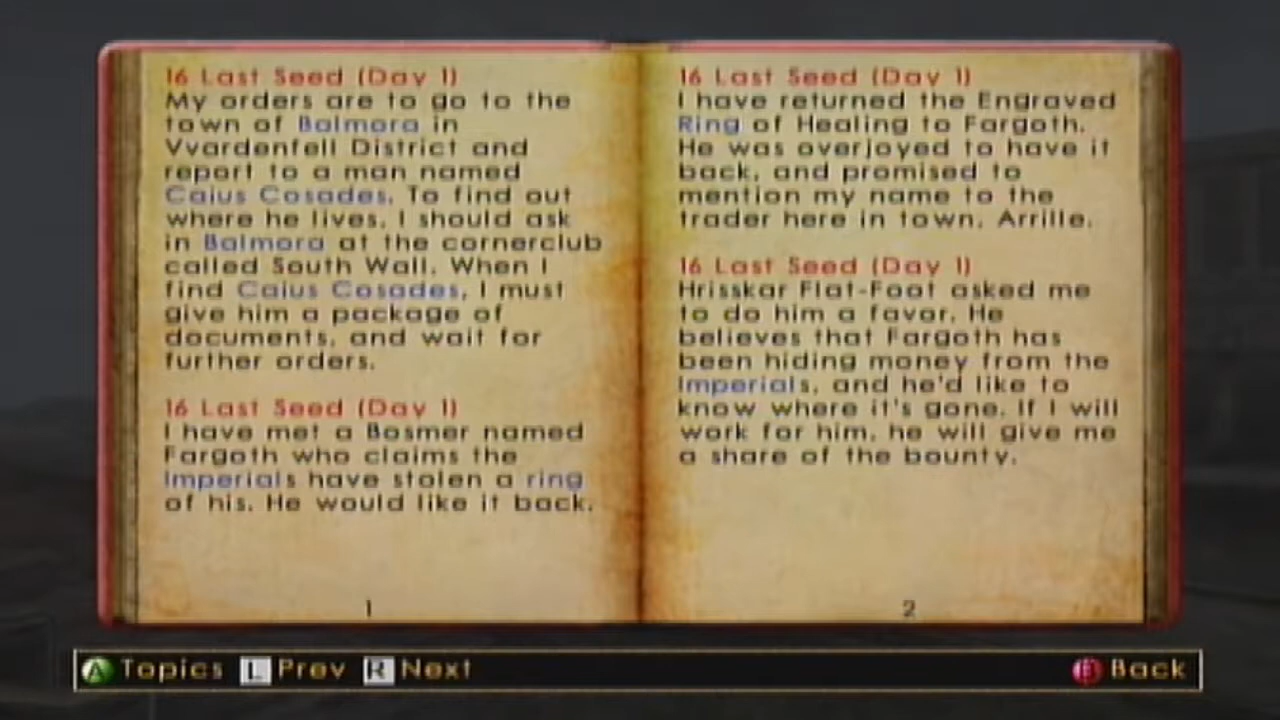 16 Last Seed (Day 1)
My orders are to go to the
town of Balmora in
Vvardenfell District and
report to a man named
Caius Cosades. To find out
where he lives, I should ask
in Balmora at the cornerclub
called South Wall. When I
find Caius Cosades, I must
give him a package of
documents, and wait for
further orders.
16 Last Seed (Day 1)
I have met a Bosmer named
Fargoth who claims the
Imperials have stolen a ring
of his. He would like it back.
1
16 Last Seed (Day 1)
I have returned the Engraved
Ring of Healing to Fargoth.
He was overjoyed to have it
back, and promised to
mention my name to the
trader here in town, Arrille.
16 Last Seed (Day 1)
Hrisskar Flat-Foot asked me
to do him a favor. He
believes that Fargoth has
been hiding money from the
Imperials, and he'd like to
know where it's gone. If I will
work for him, he will give me
a share of the bounty.
2
A Topics L Prev R Next B Back